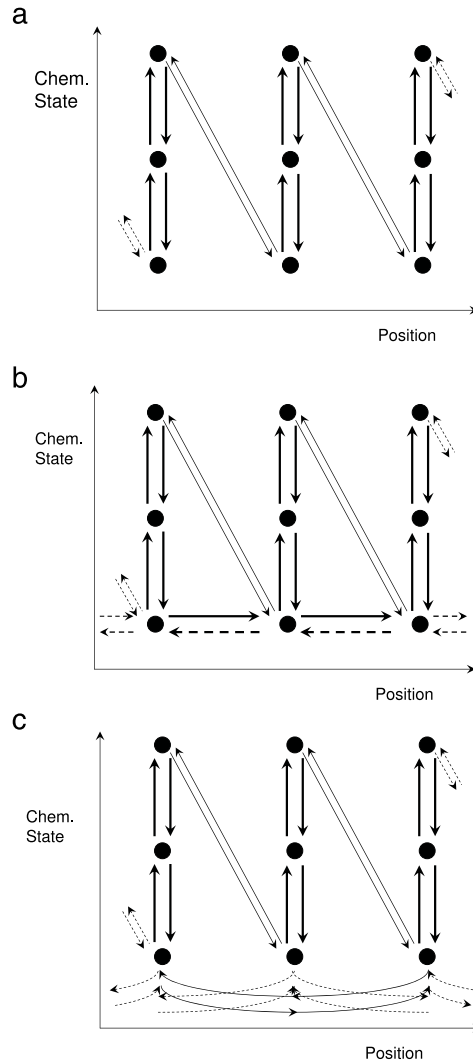 a
Chem.
State
Position
b
Chem.
State
Position
c
Chem.
State
Position